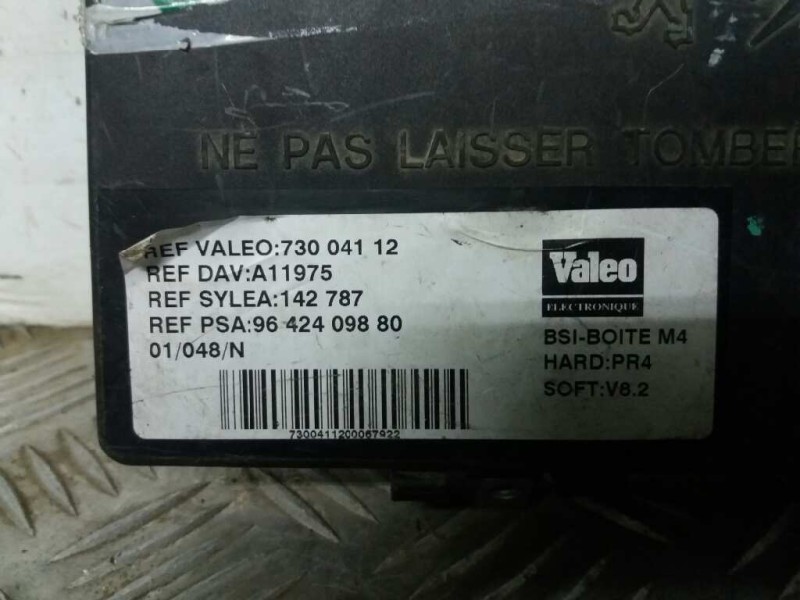 NE PAS LAISSER TOMBER
REF VALEO:730 041 12
REF DAV:A11975
REF SYLEA:142 787
REF PSA:96 424 098 80
01/048/N
7300411200067922
Valeo
ELECTRONIQUE
BSI-BOITE M4
HARD:PR4
SOFT:V8.2